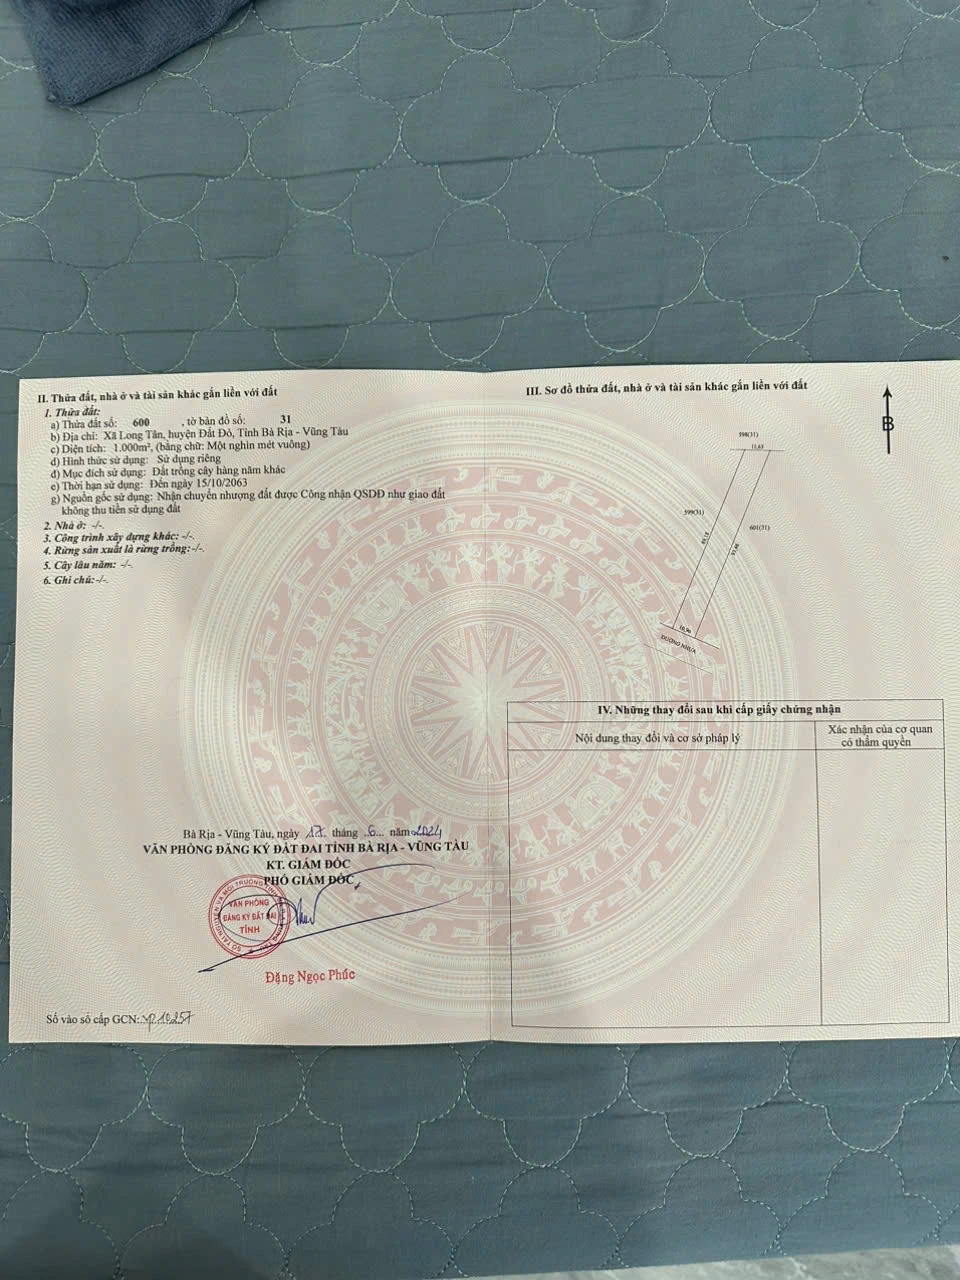 II. Thửa đất, nhà ở và tài sản khác gắn liền với đất
1. Thửa đất:
a) Thửa đất số: 600 , tờ bản đồ số: 31
b) Địa chỉ: Xã Long Tân, huyện Đất Đỏ, Tỉnh Bà Rịa - Vũng Tàu
c) Diện tích: 1.000m², (bằng chữ: Một nghìn mét vuông)
d) Hình thức sử dụng: Sử dụng riêng
đ) Mục đích sử dụng: Đất trồng cây hàng năm khác
e) Thời hạn sử dụng: Đến ngày 15/10/2063
g) Nguồn gốc sử dụng: Nhận chuyển nhượng đất được Công nhận QSDĐ như giao đất
không thu tiền sử dụng đất
2. Nhà ở: -/-.
3. Công trình xây dựng khác: -/-.
4. Rừng sản xuất là rừng trồng:-/-.
5. Cây lâu năm: -/-.
6. Ghi chú:-/-.
Bà Rịa - Vũng Tàu, ngày 17 tháng 6 năm 2024
VĂN PHÒNG ĐĂNG KÝ ĐẤT ĐAI TỈNH BÀ RỊA - VŨNG TÀU
KT. GIÁM ĐỐC
PHÓ GIÁM ĐỐC
VĂN PHÒNG
ĐĂNG KÝ ĐẤT ĐAI
TỈNH
Đặng Ngọc Phúc
Số vào sổ cấp GCN:
III. Sơ đồ thửa đất, nhà ở và tài sản khác gắn liền với đất
B
598(31)
11,63
599(31)
601(31)
10,90
ĐƯỜNG NHỰA
IV. Những thay đổi sau khi cấp giấy chứng nhận
Nội dung thay đổi và cơ sở pháp lý
Xác nhận của cơ quan
có thẩm quyền